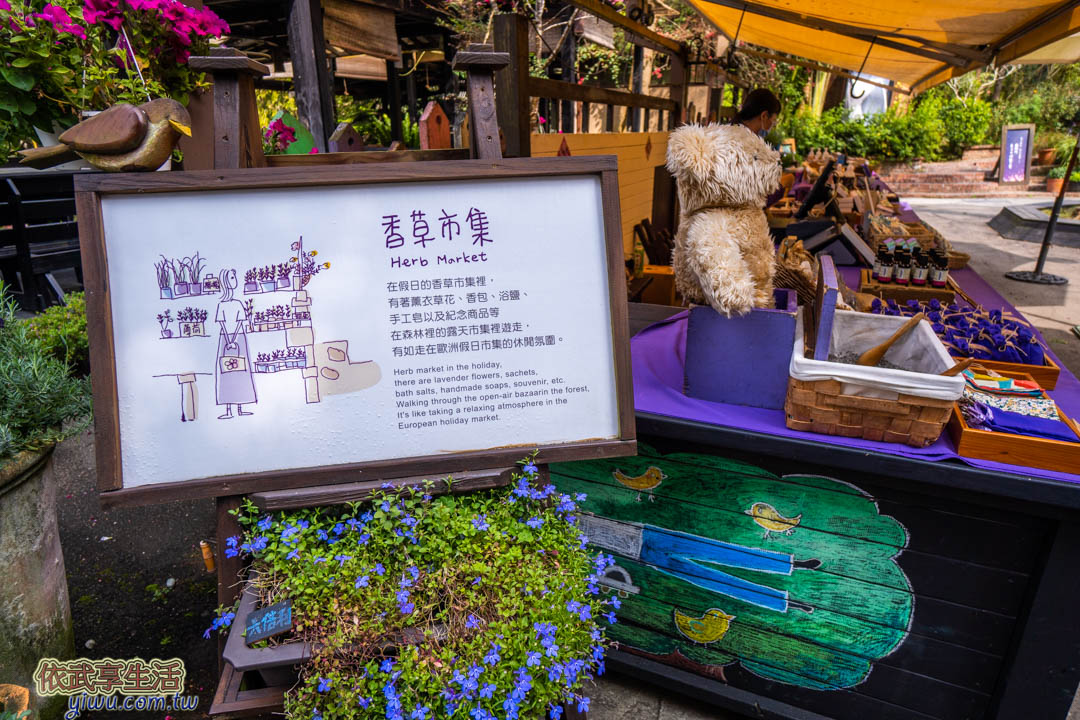 香草市集
Herb Market
在假日的香草市集裡，
有著薰衣草花、香包、浴鹽、
手工皂以及紀念商品等
在森林裡的露天市集裡遊走，
有如走在歐洲假日市集的休閒氛圍。
Herb market in the holiday,
there are lavender flowers, sachets,
bath salts, handmade soaps, souvenir, etc.
Walking through the open-air bazaarin the forest,
It's like taking a relaxing atmosphere in the
European holiday market.
六倍利
依武享生活
yiwu.com.tw